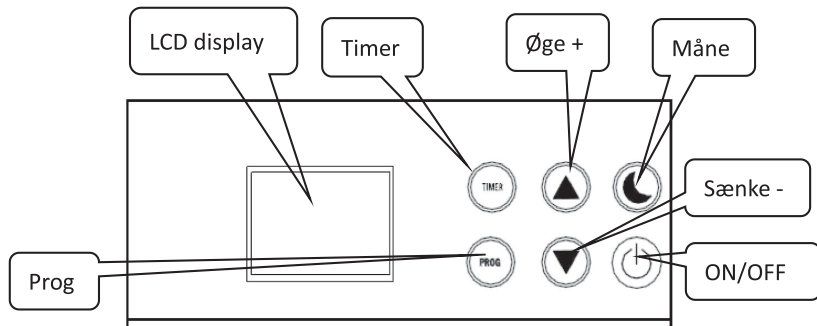 LCD display
Timer
Øge +
Måne
TIMER
Sænke -
PROG
Prog
ON/OFF